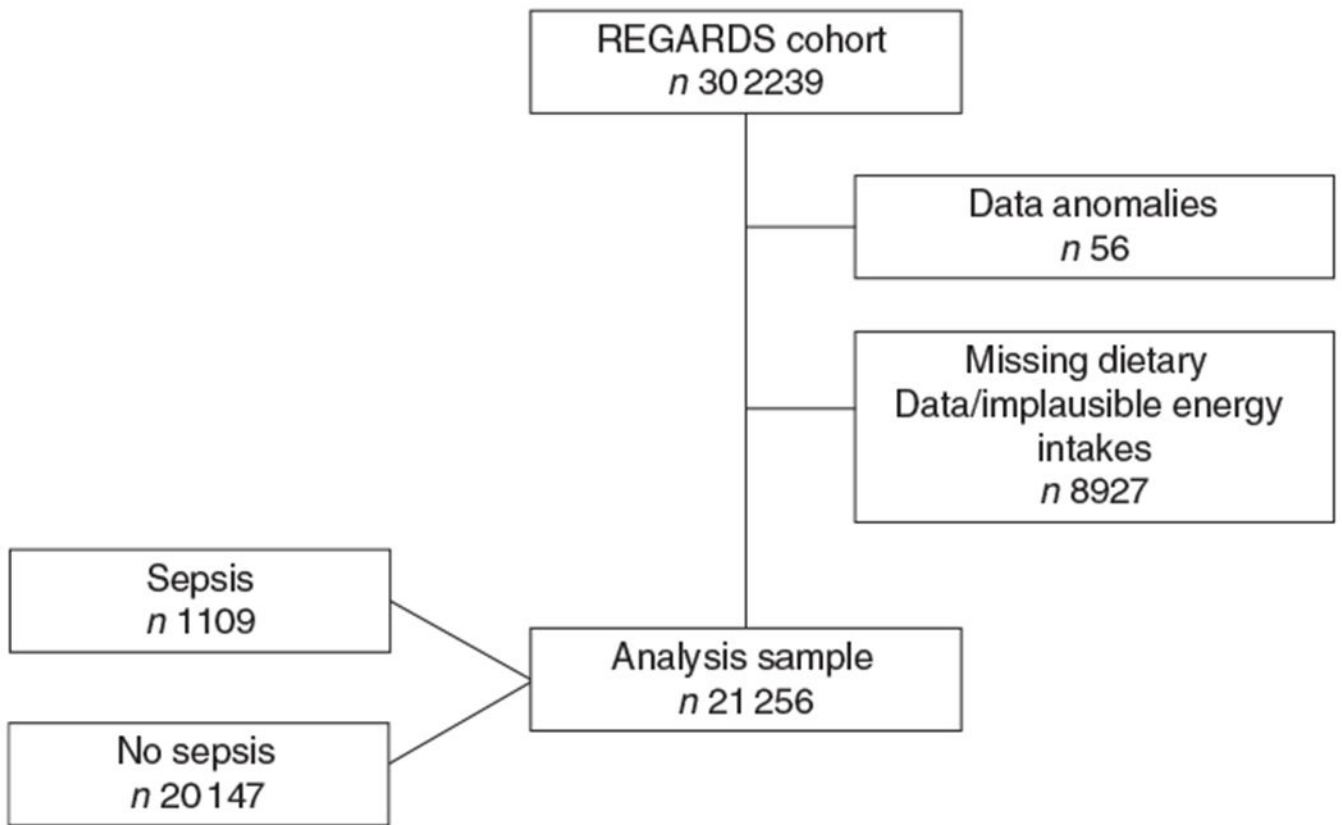 REGARDS cohort
n 30 2239
Data anomalies
n 56
Missing dietary
Data/implausible energy
intakes
n 8927
Sepsis
n 1109
Analysis sample
n 21 256
No sepsis
n 20 147